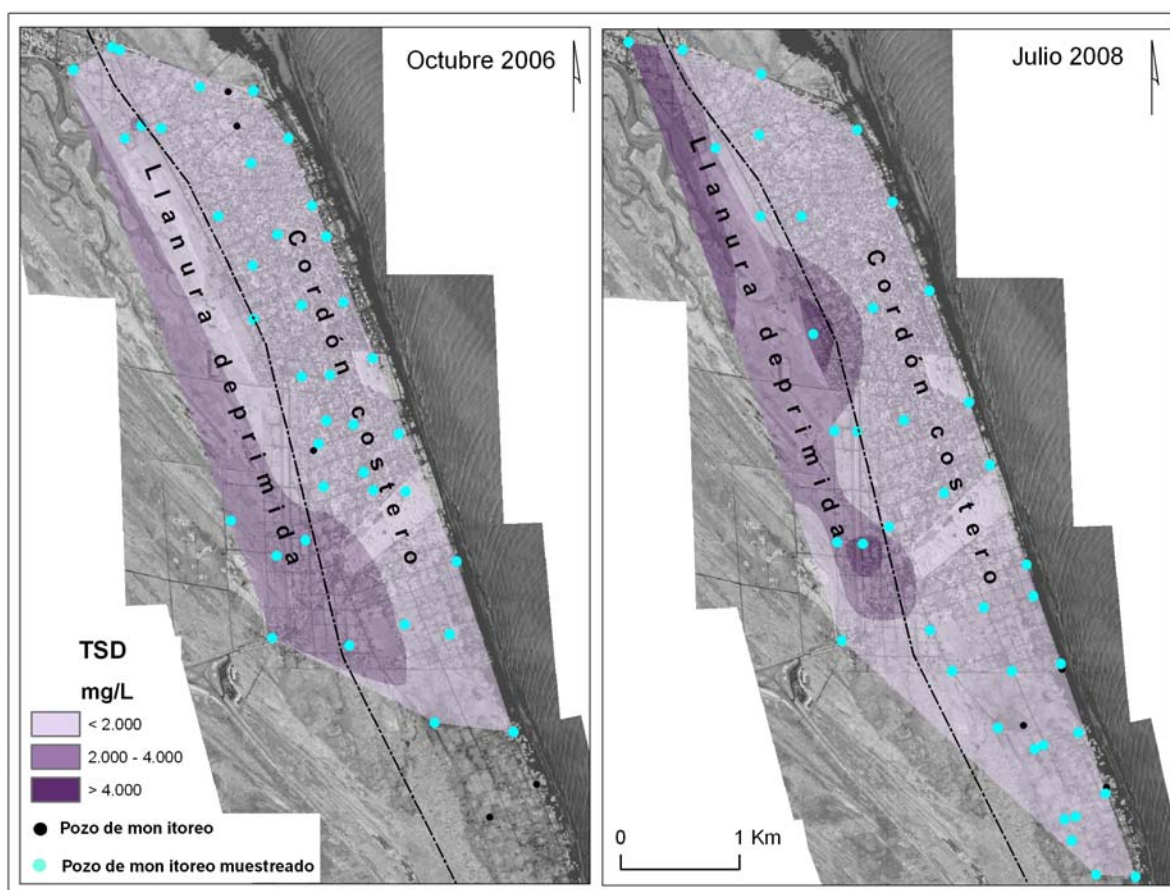 Octubre 2006
Llanura deprimida
Cordón costero
TSD
mg/L
< 2.000
2.000 - 4.000
> 4.000
Pozo de mon itoreo
Pozo de mon itoreo muestreado
Julio 2008
Llanura deprimida
Cordón costero
0 1 Km